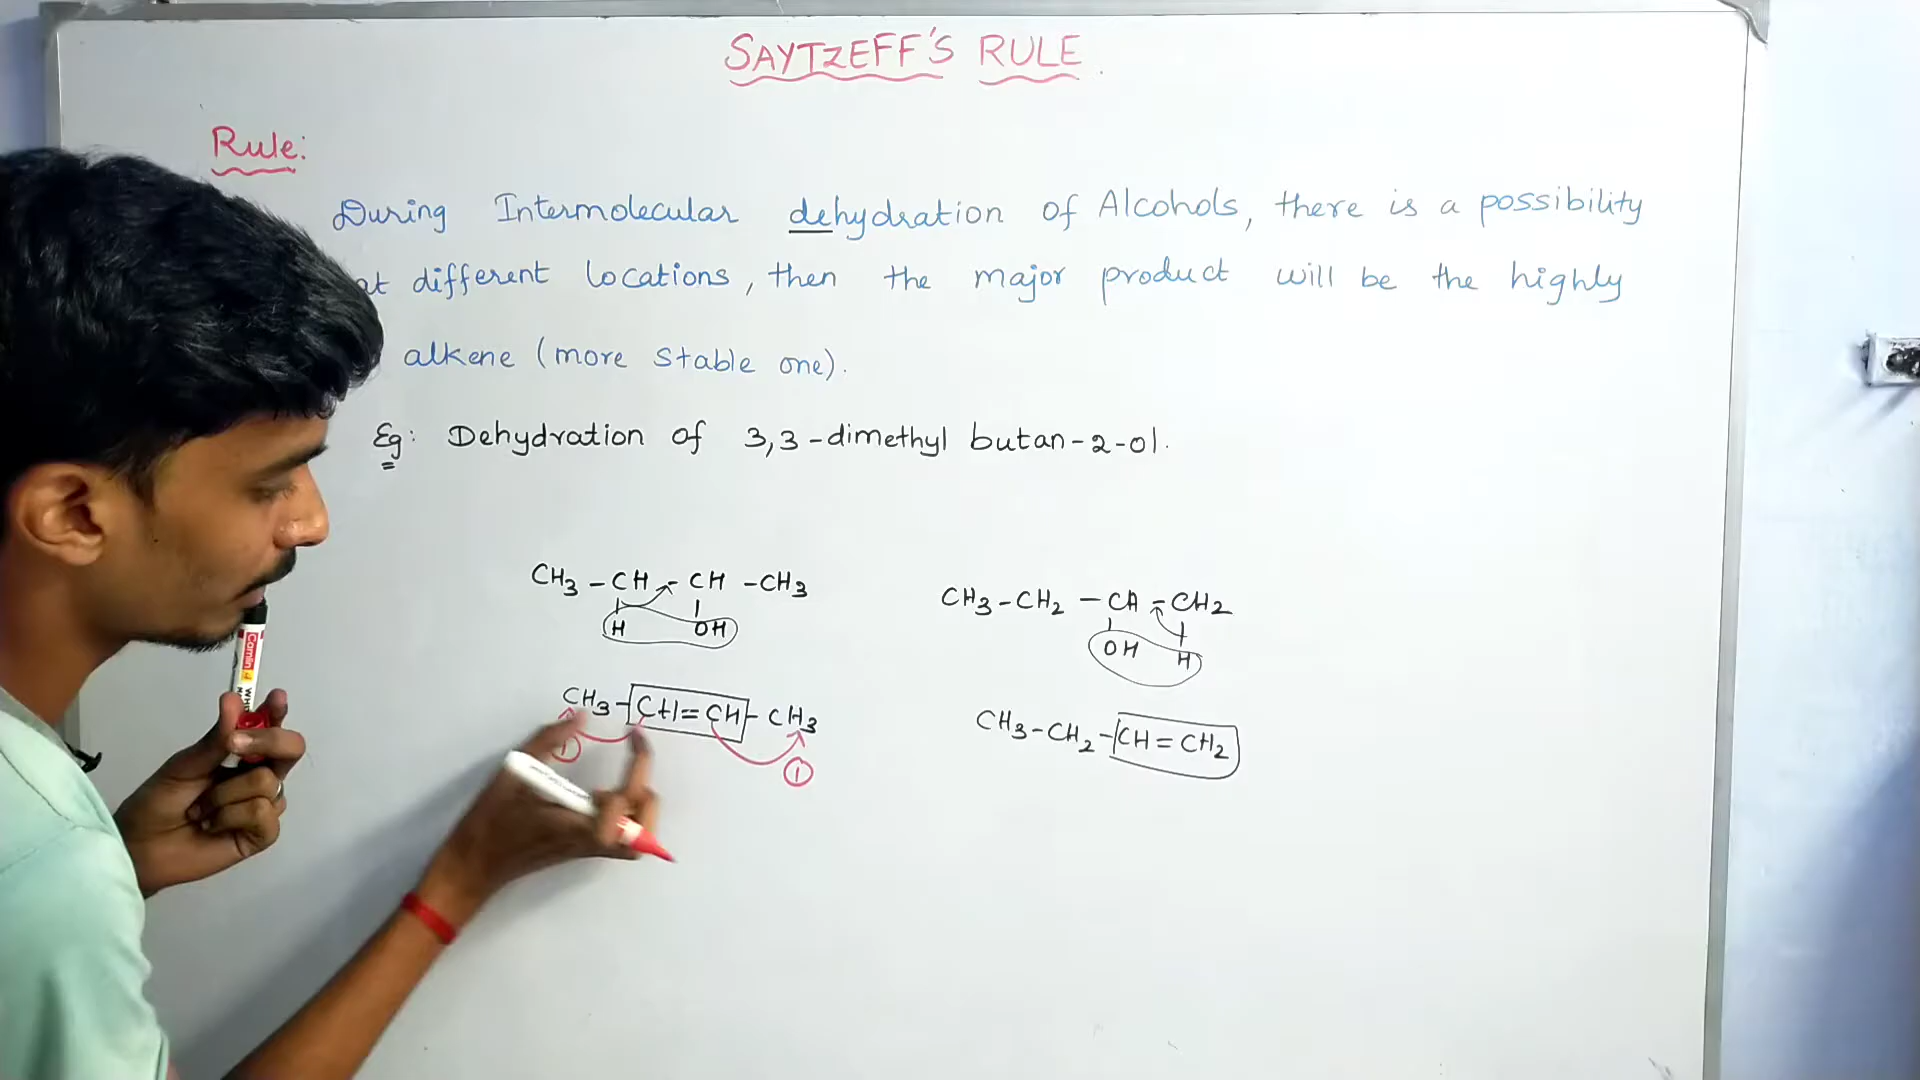 SAYTZEFF'S RULE.
Rule:
During Intermolecular dehydration of Alcohols, there is a possibility
at different locations, then the major product will be the highly
alkene (more stable one).
Eg: Dehydration of 3,3-dimethyl butan-2-ol.
CH3 - CH - CH - CH3
H OH
CH3 - CH2 - CH - CH2
OH H
CH3 - CH = CH - CH3
1 1
CH3 - CH2 - CH = CH2
Camlin